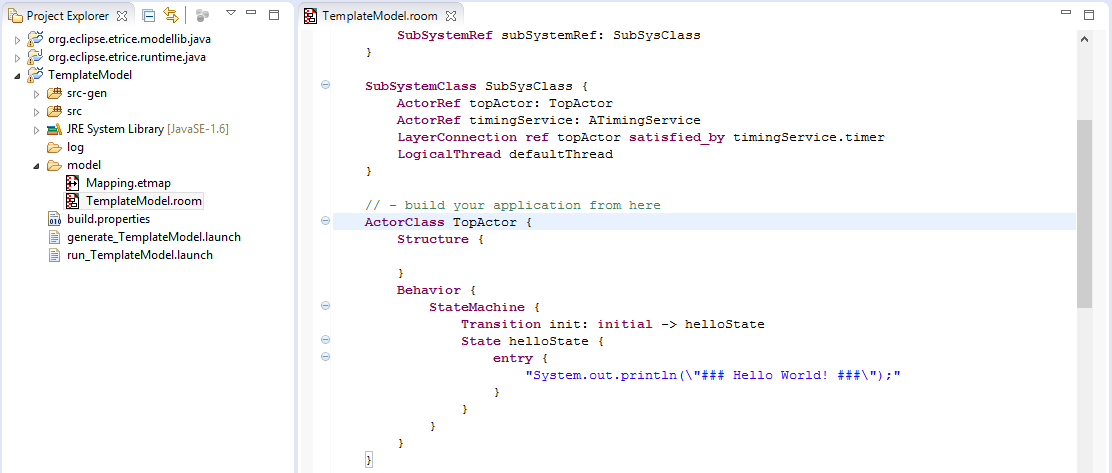 Project Explorer
org.eclipse.etrice.modellib.java
org.eclipse.etrice.runtime.java
TemplateModel
src-gen
src
JRE System Library [JavaSE-1.6]
log
model
Mapping.etmap
TemplateModel.room
build.properties
generate_TemplateModel.launch
run_TemplateModel.launch
TemplateModel.room
SubSystemRef subSystemRef: SubSysClass
}
SubSystemClass SubSysClass {
ActorRef topActor: TopActor
ActorRef timingService: ATimingService
LayerConnection ref topActor satisfied_by timingService.timer
LogicalThread defaultThread
}
// - build your application from here
ActorClass TopActor {
Structure {
}
Behavior {
StateMachine {
Transition init: initial -> helloState
State helloState {
entry {
"System.out.println(\"### Hello World! ###\");"
}
}
}
}
}